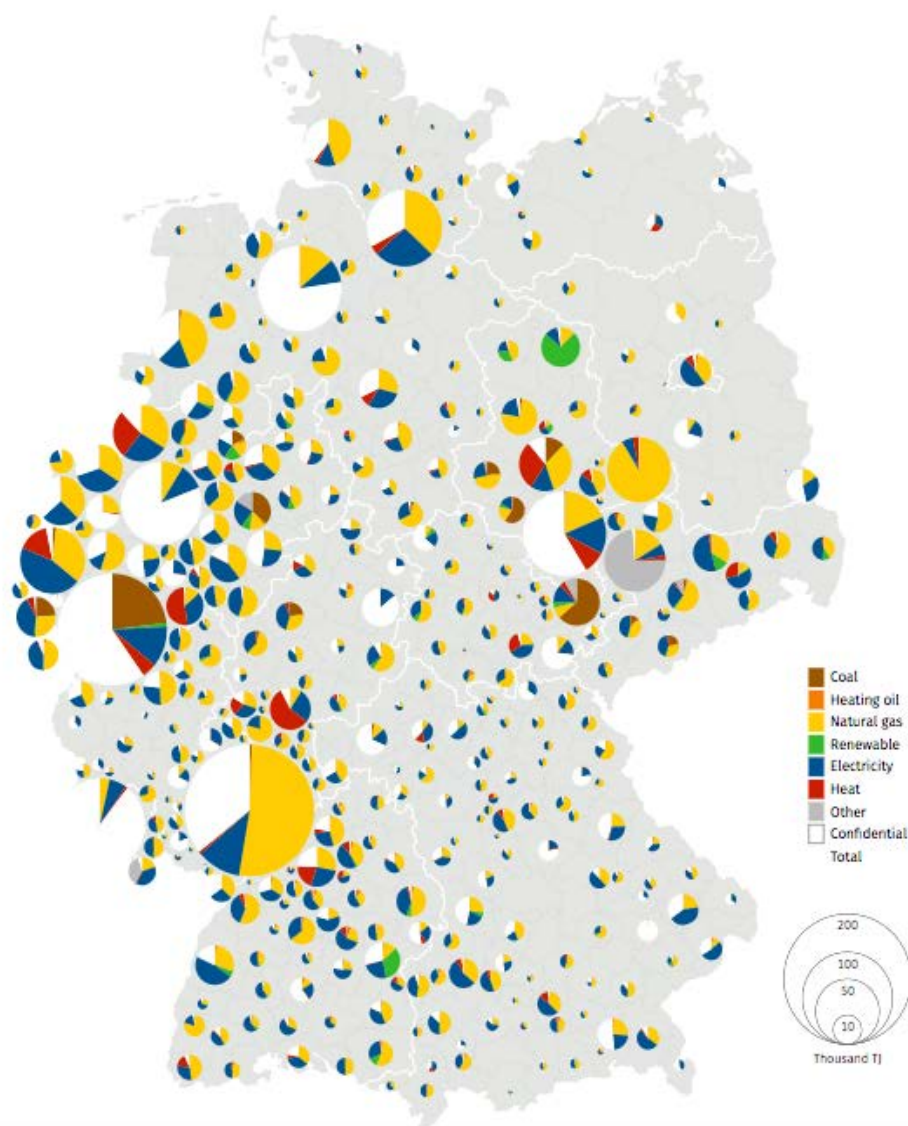 Coal
Heating oil
Natural gas
Renewable
Electricity
Heat
Other
Confidential
Total
200
100
50
10
Thousand TJ